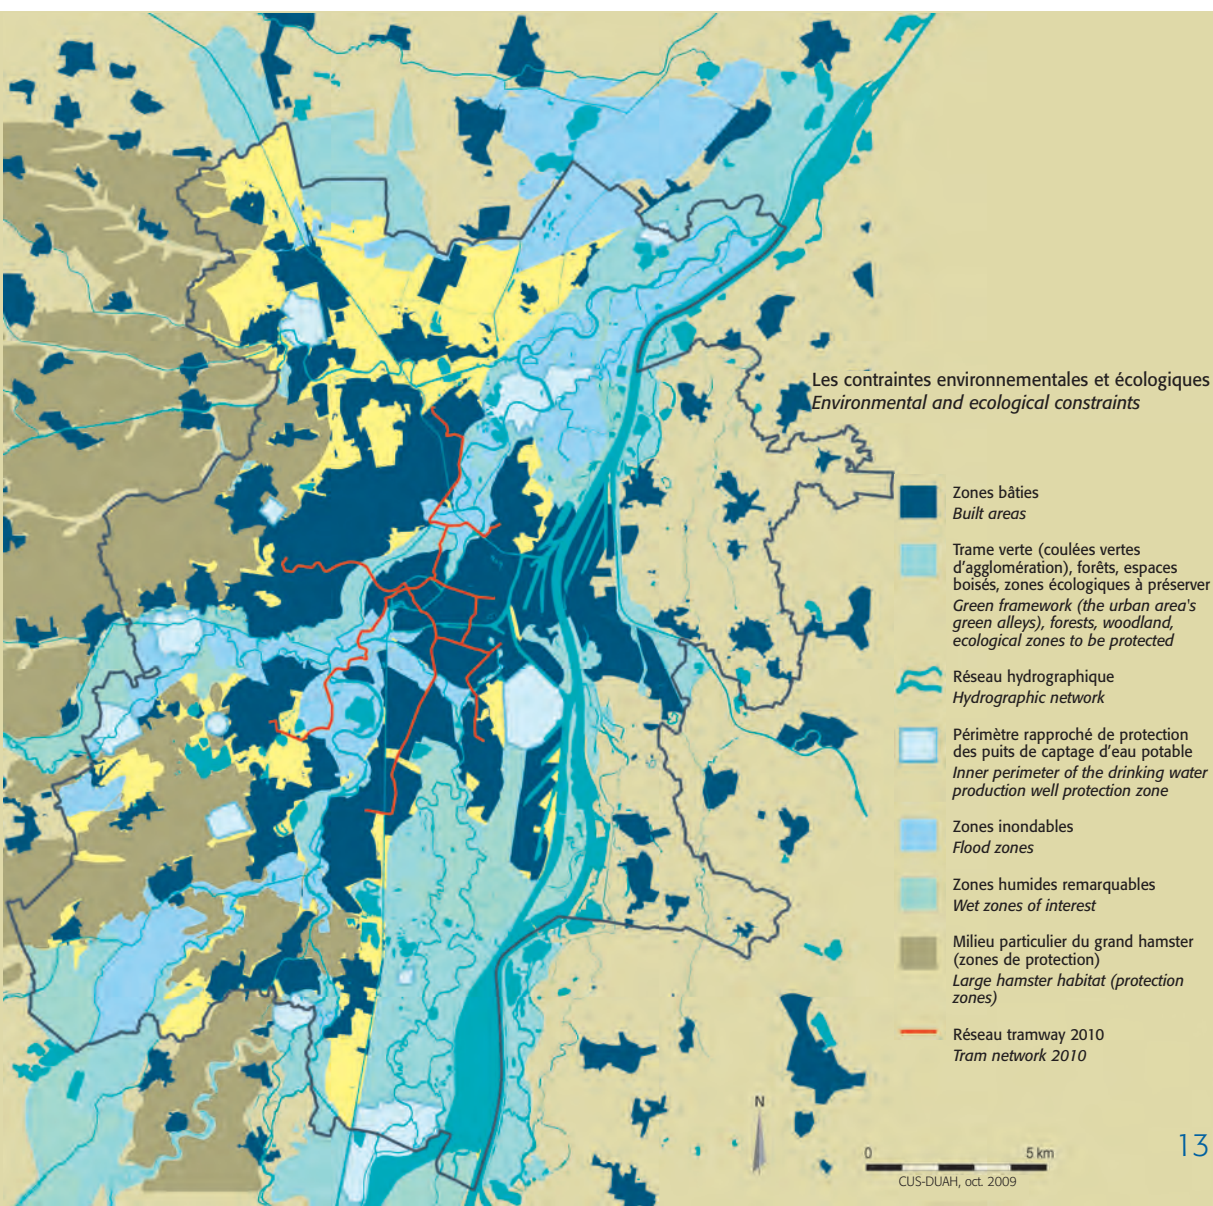 Les contraintes environnementales et écologiques
Environmental and ecological constraints
Zones bâties
Built areas
Trame verte (coulées vertes
d'agglomération), forêts, espaces
boisés, zones écologiques à préserver
Green framework (the urban area's
green alleys), forests, woodland,
ecological zones to be protected
Réseau hydrographique
Hydrographic network
Périmètre rapproché de protection
des puits de captage d'eau potable
Inner perimeter of the drinking water
production well protection zone
Zones inondables
Flood zones
Zones humides remarquables
Wet zones of interest
Milieu particulier du grand hamster
(zones de protection)
Large hamster habitat (protection
zones)
Réseau tramway 2010
Tram network 2010
N
0 5 km
CUS-DUAH, oct. 2009
13